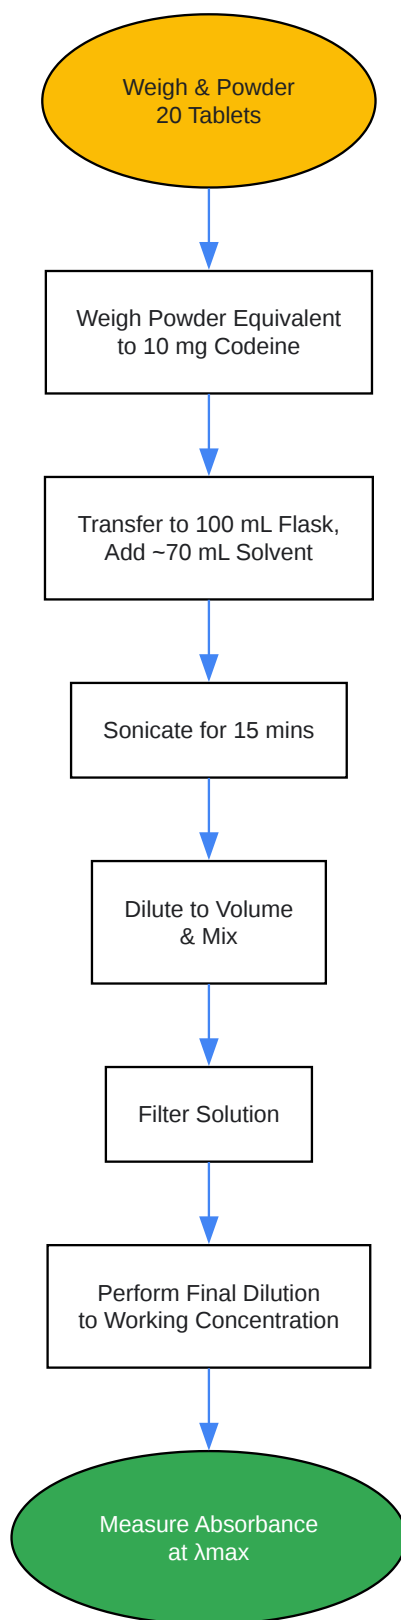 Weigh & Powder
20 Tablets
Weigh Powder Equivalent
to 10 mg Codeine
Transfer to 100 mL Flask,
Add ~70 mL Solvent
Sonicate for 15 mins
Dilute to Volume
& Mix
Filter Solution
Perform Final Dilution
to Working Concentration
Measure Absorbance
at λmax